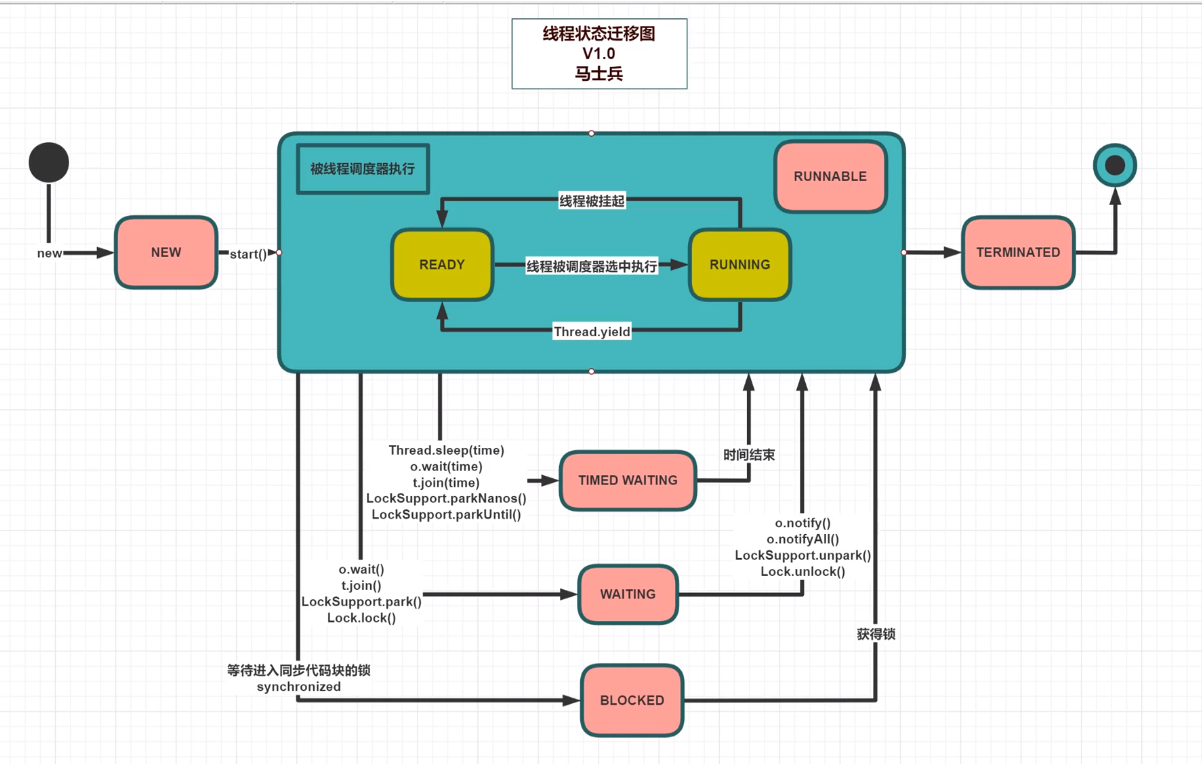 线程状态迁移图
V1.0
马士兵
被线程调度器执行
RUNNABLE
线程被挂起
new
NEW
start()
READY
线程被调度器选中执行
RUNNING
TERMINATED
Thread.yield
Thread.sleep(time)
o.wait(time)
t.join(time)
LockSupport.parkNanos()
LockSupport.parkUntil()
TIMED WAITING
时间结束
o.wait()
t.join()
LockSupport.park()
Lock.lock()
WAITING
o.notify()
o.notifyAll()
LockSupport.unpark()
Lock.unlock()
等待进入同步代码块的锁
synchronized
BLOCKED
获得锁